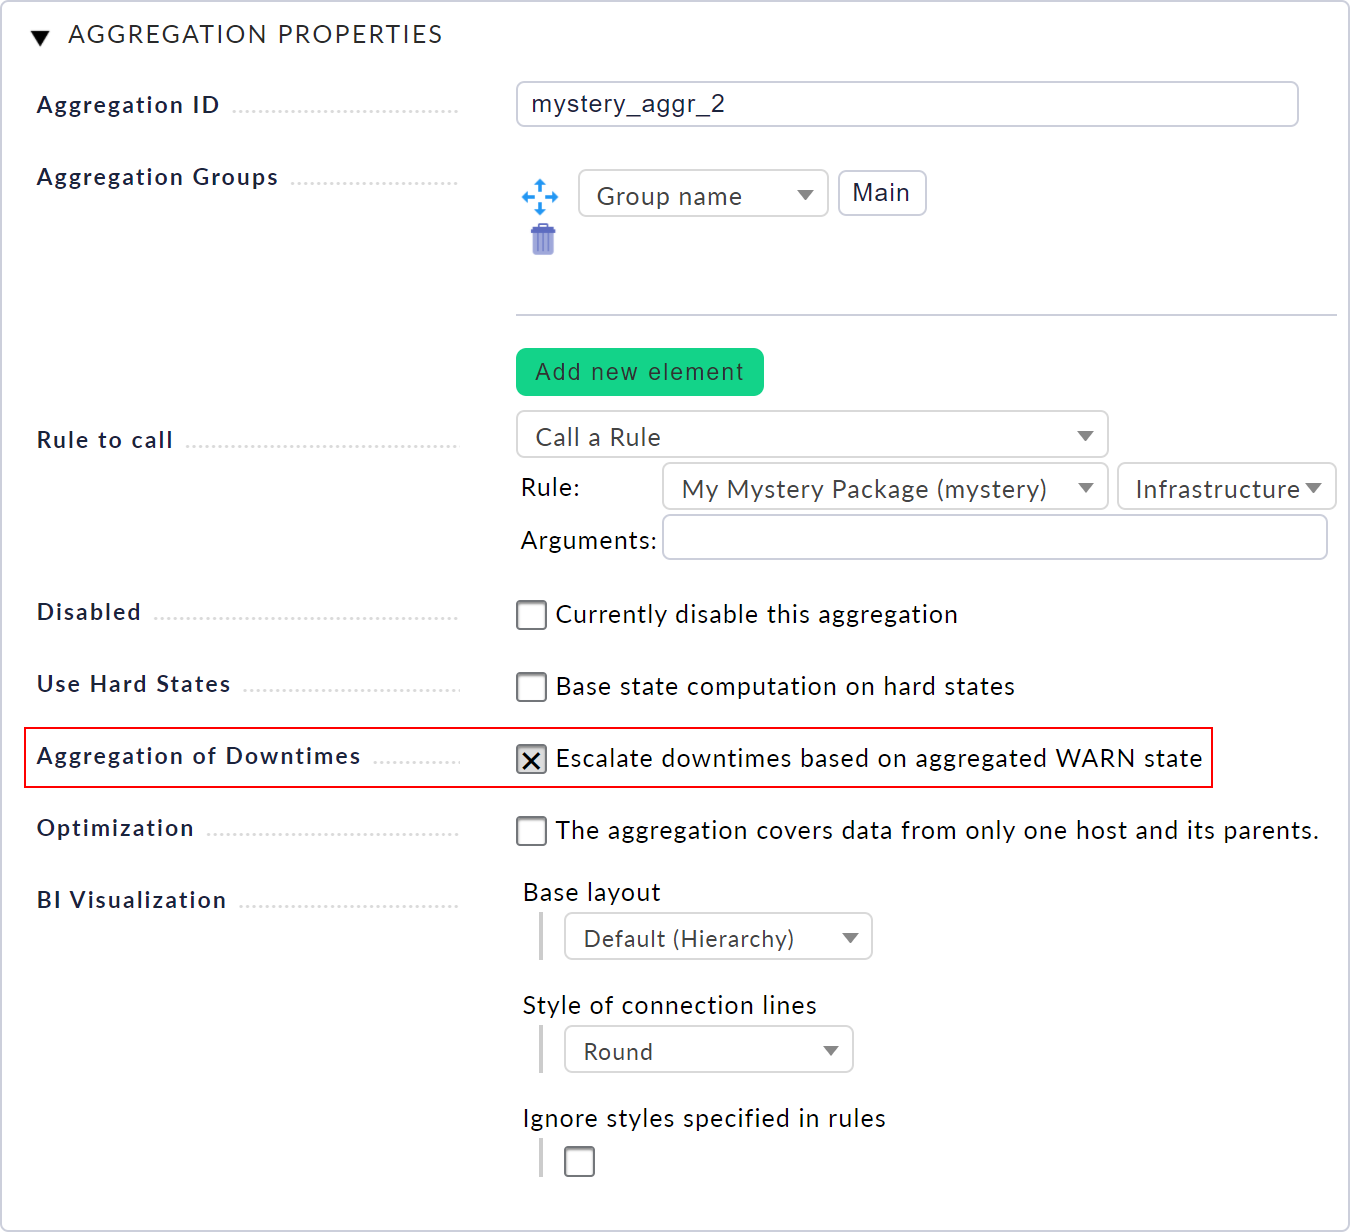 AGGREGATION PROPERTIES
Aggregation ID
mystery_aggr_2
Aggregation Groups
Group name
Main
Add new element
Rule to call
Call a Rule
Rule:
My Mystery Package (mystery)
Infrastructure
Arguments:
Disabled
Currently disable this aggregation
Use Hard States
Base state computation on hard states
Aggregation of Downtimes
Escalate downtimes based on aggregated WARN state
Optimization
The aggregation covers data from only one host and its parents.
BI Visualization
Base layout
Default (Hierarchy)
Style of connection lines
Round
Ignore styles specified in rules